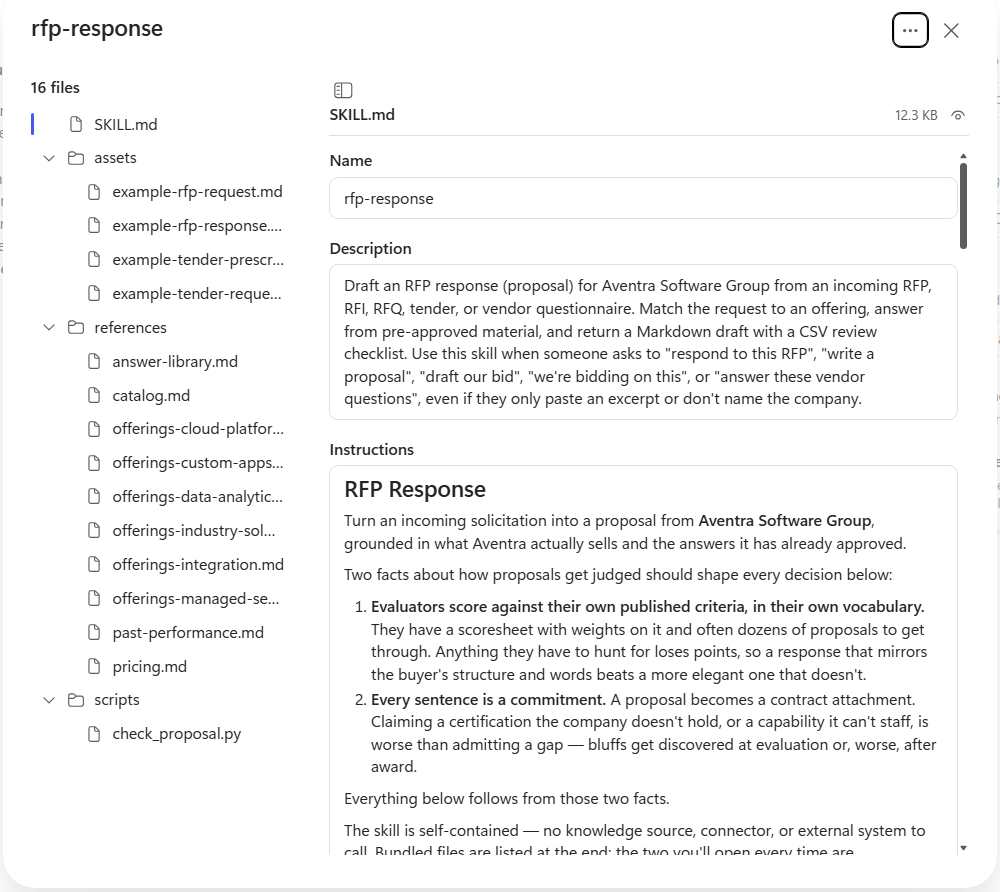 rfp-response
16 files
SKILL.md
assets
example-rfp-request.md
example-rfp-response....
example-tender-prescr...
example-tender-reque...
references
answer-library.md
catalog.md
offerings-cloud-platfor...
offerings-custom-apps...
offerings-data-analytic...
offerings-industry-sol...
offerings-integration.md
offerings-managed-se...
past-performance.md
pricing.md
scripts
check_proposal.py
SKILL.md
12.3 KB
Name
rfp-response
Description
Draft an RFP response (proposal) for Aventra Software Group from an incoming RFP,
RFI, RFQ, tender, or vendor questionnaire. Match the request to an offering, answer
from pre-approved material, and return a Markdown draft with a CSV review
checklist. Use this skill when someone asks to "respond to this RFP", "write a
proposal", "draft our bid", "we're bidding on this", or "answer these vendor
questions", even if they only paste an excerpt or don't name the company.
Instructions
RFP Response
Turn an incoming solicitation into a proposal from Aventra Software Group,
grounded in what Aventra actually sells and the answers it has already approved.
Two facts about how proposals get judged should shape every decision below:
1. Evaluators score against their own published criteria, in their own vocabulary.
They have a scoresheet with weights on it and often dozens of proposals to get
through. Anything they have to hunt for loses points, so a response that mirrors
the buyer's structure and words beats a more elegant one that doesn't.
2. Every sentence is a commitment. A proposal becomes a contract attachment.
Claiming a certification the company doesn't hold, or a capability it can't staff, is
worse than admitting a gap — bluffs get discovered at evaluation or, worse, after
award.
Everything below follows from those two facts.
The skill is self-contained — no knowledge source, connector, or external system to
call. Bundled files are listed at the end; the two you'll open every time are